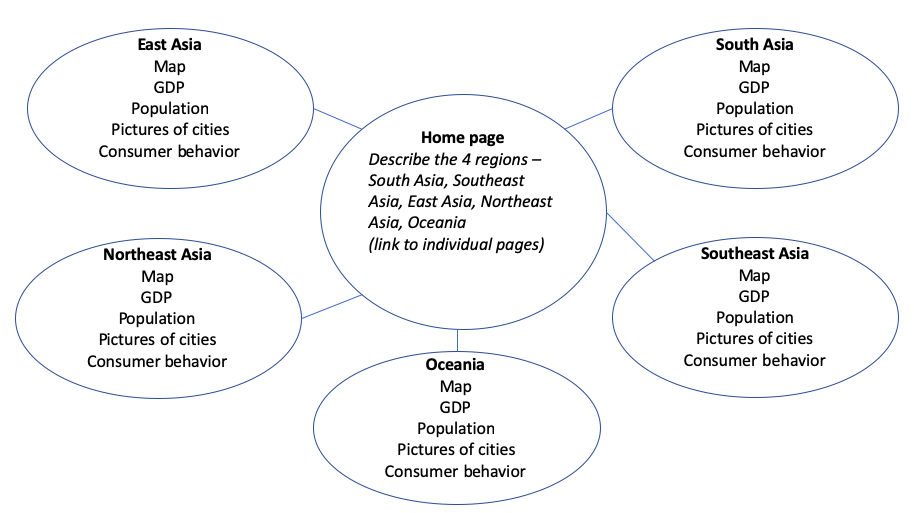 East Asia
Map
GDP
Population
Pictures of cities
Consumer behavior
South Asia
Map
GDP
Population
Pictures of cities
Consumer behavior
Home page
Describe the 4 regions –
South Asia, Southeast
Asia, East Asia, Northeast
Asia, Oceania
(link to individual pages)
Northeast Asia
Map
GDP
Population
Pictures of cities
Consumer behavior
Southeast Asia
Map
GDP
Population
Pictures of cities
Consumer behavior
Oceania
Map
GDP
Population
Pictures of cities
Consumer behavior